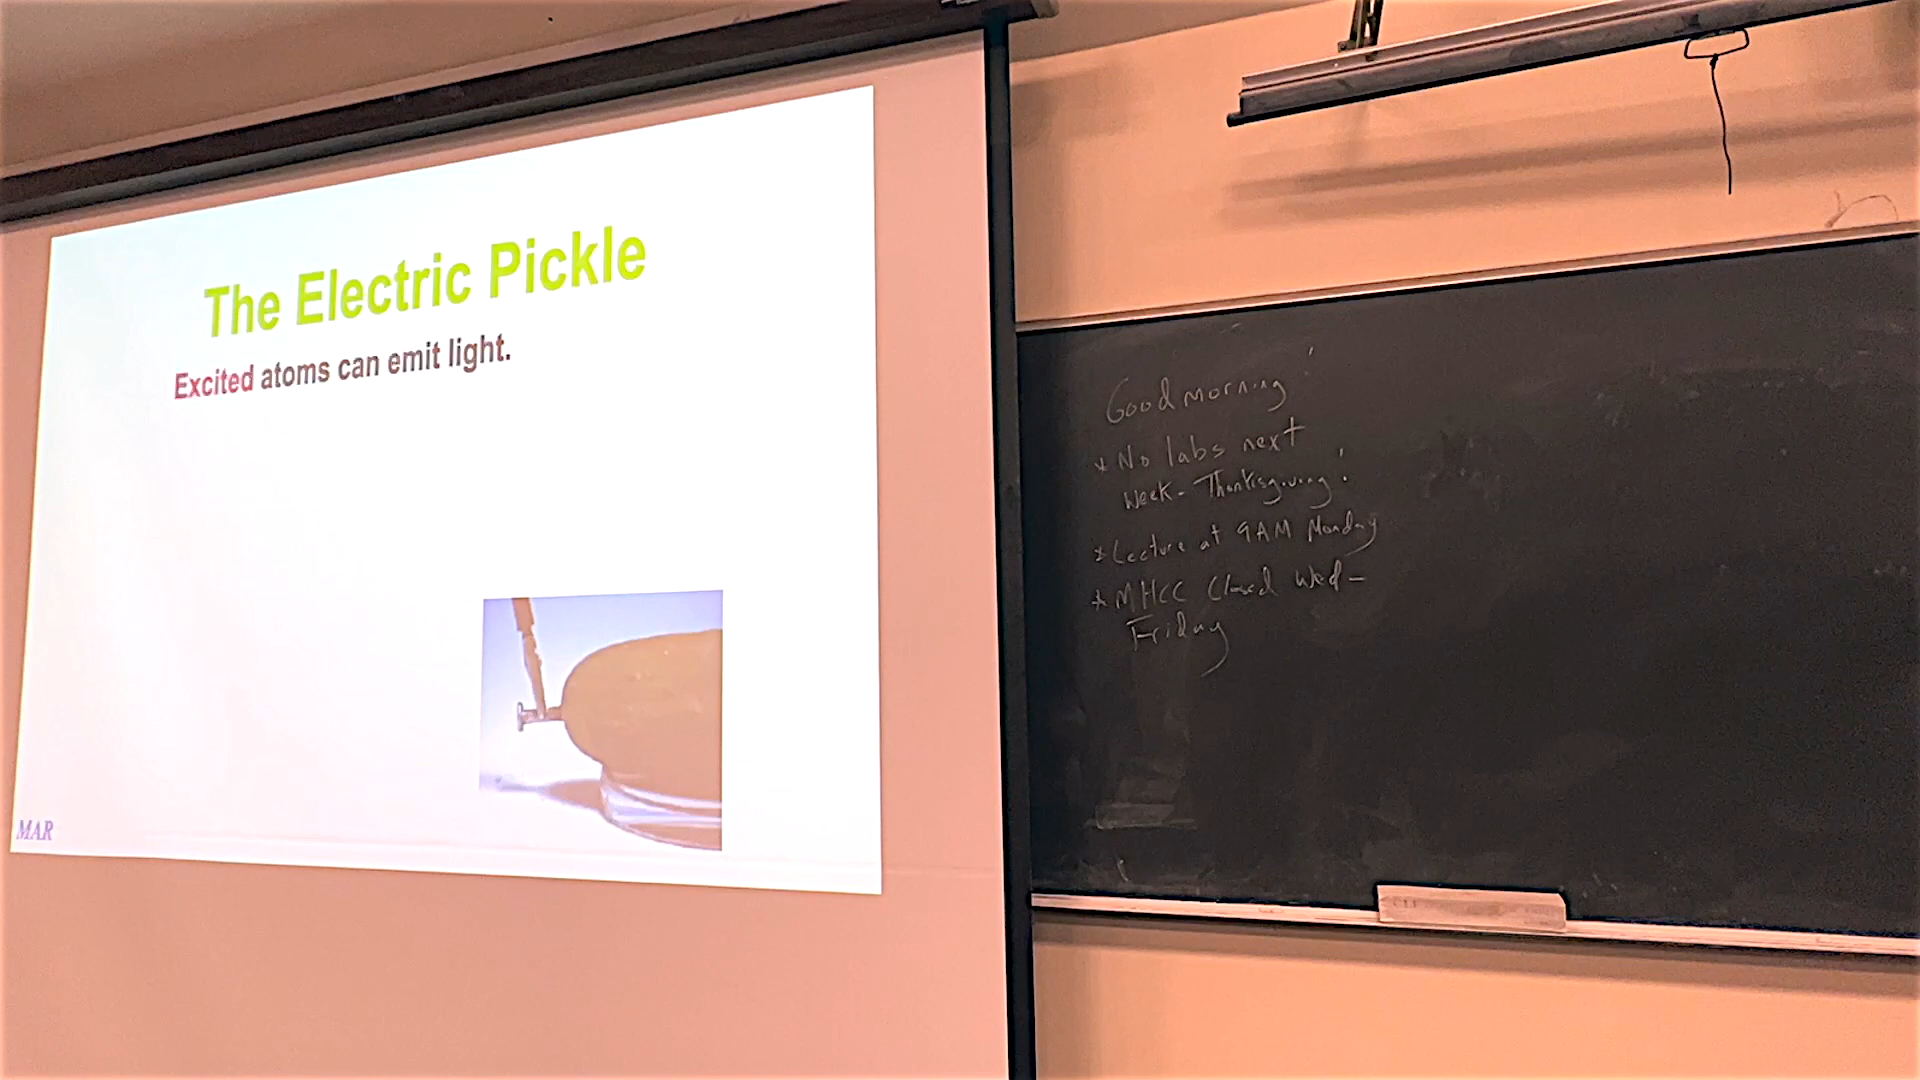 The Electric Pickle
Excited atoms can emit light.
MAR
Good morning!
* No labs next
week - Thanksgiving!
* Lecture at 9AM Monday
* MHCC Closed Wed -
Friday